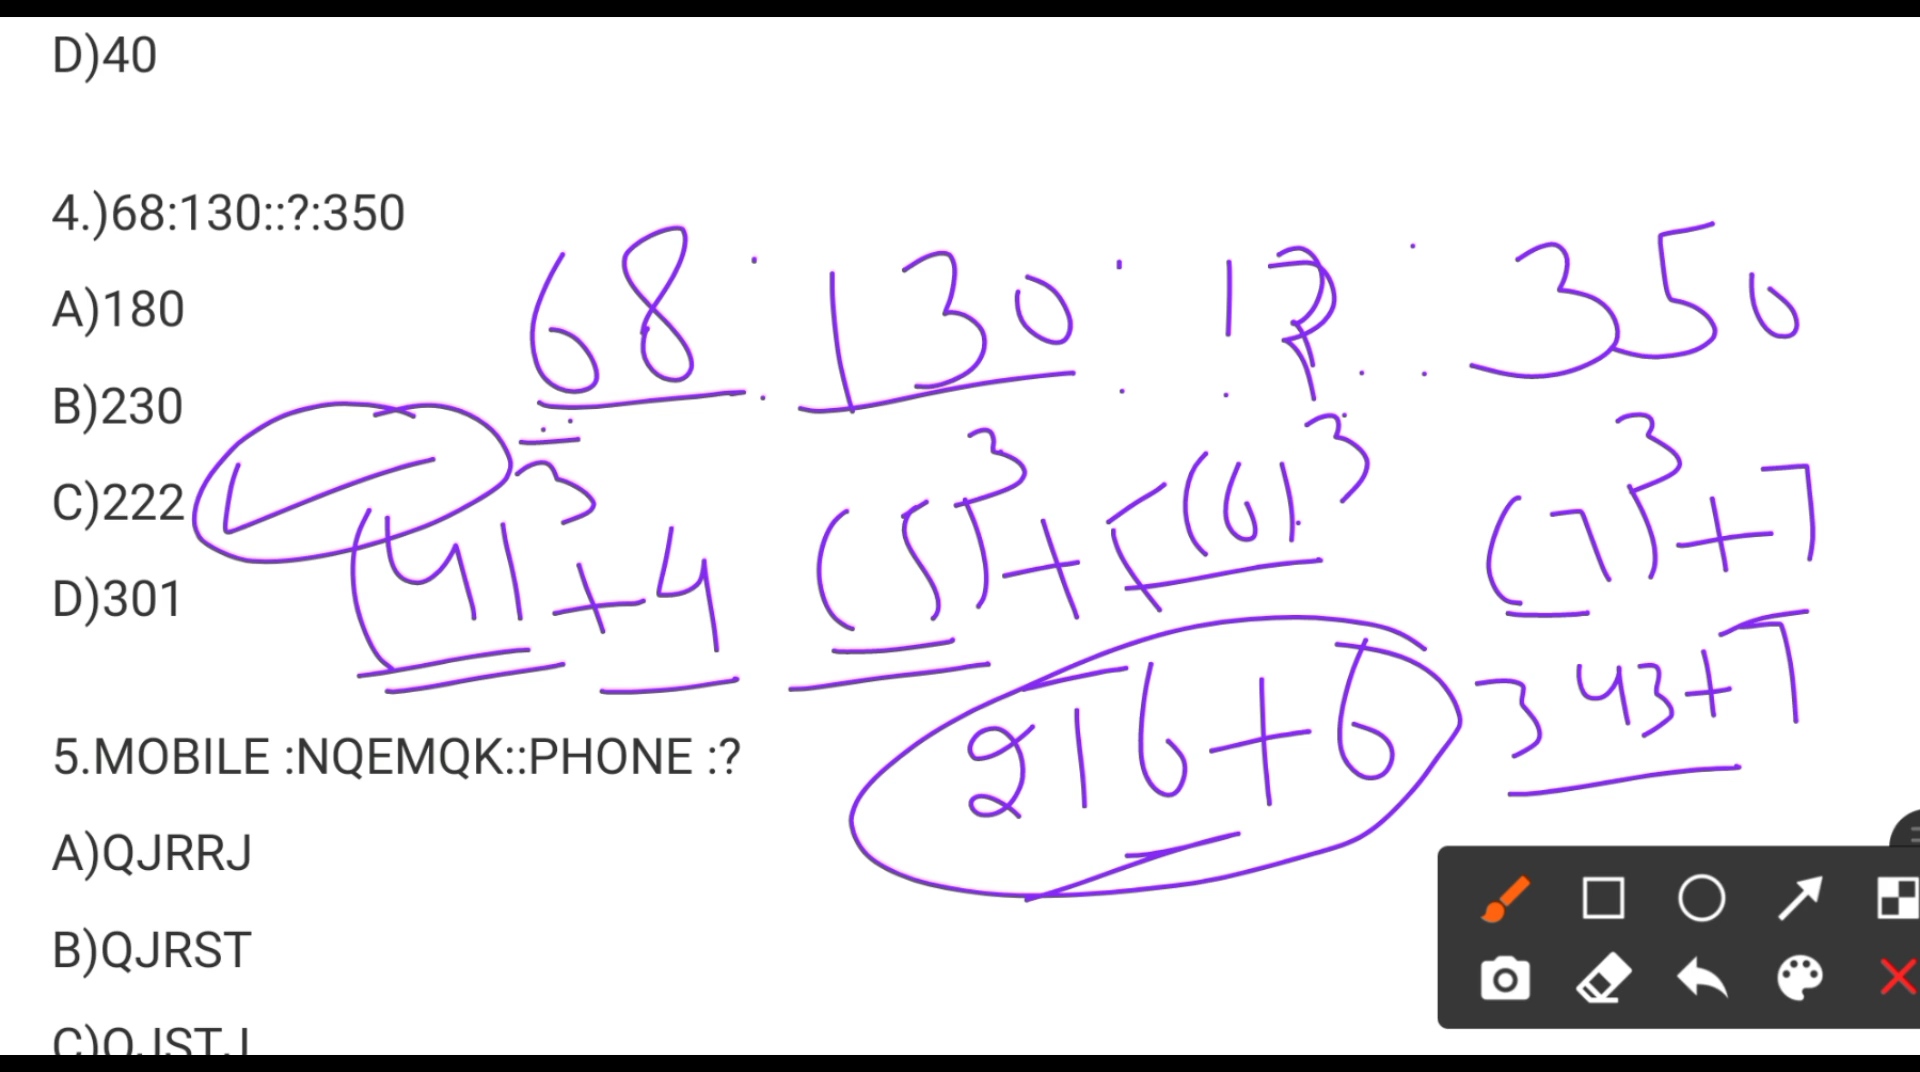 D)40
4.)68:130::?:350
68 : 130 : : ? : : 350
A)180
B)230
C)222
(4)³+4 (5)³+5 (6)³ (7)³+7
D)301
216+6 343+7
5.MOBILE :NQEMQK::PHONE :?
A)QJRRJ
B)QJRST
C)QJSTJ